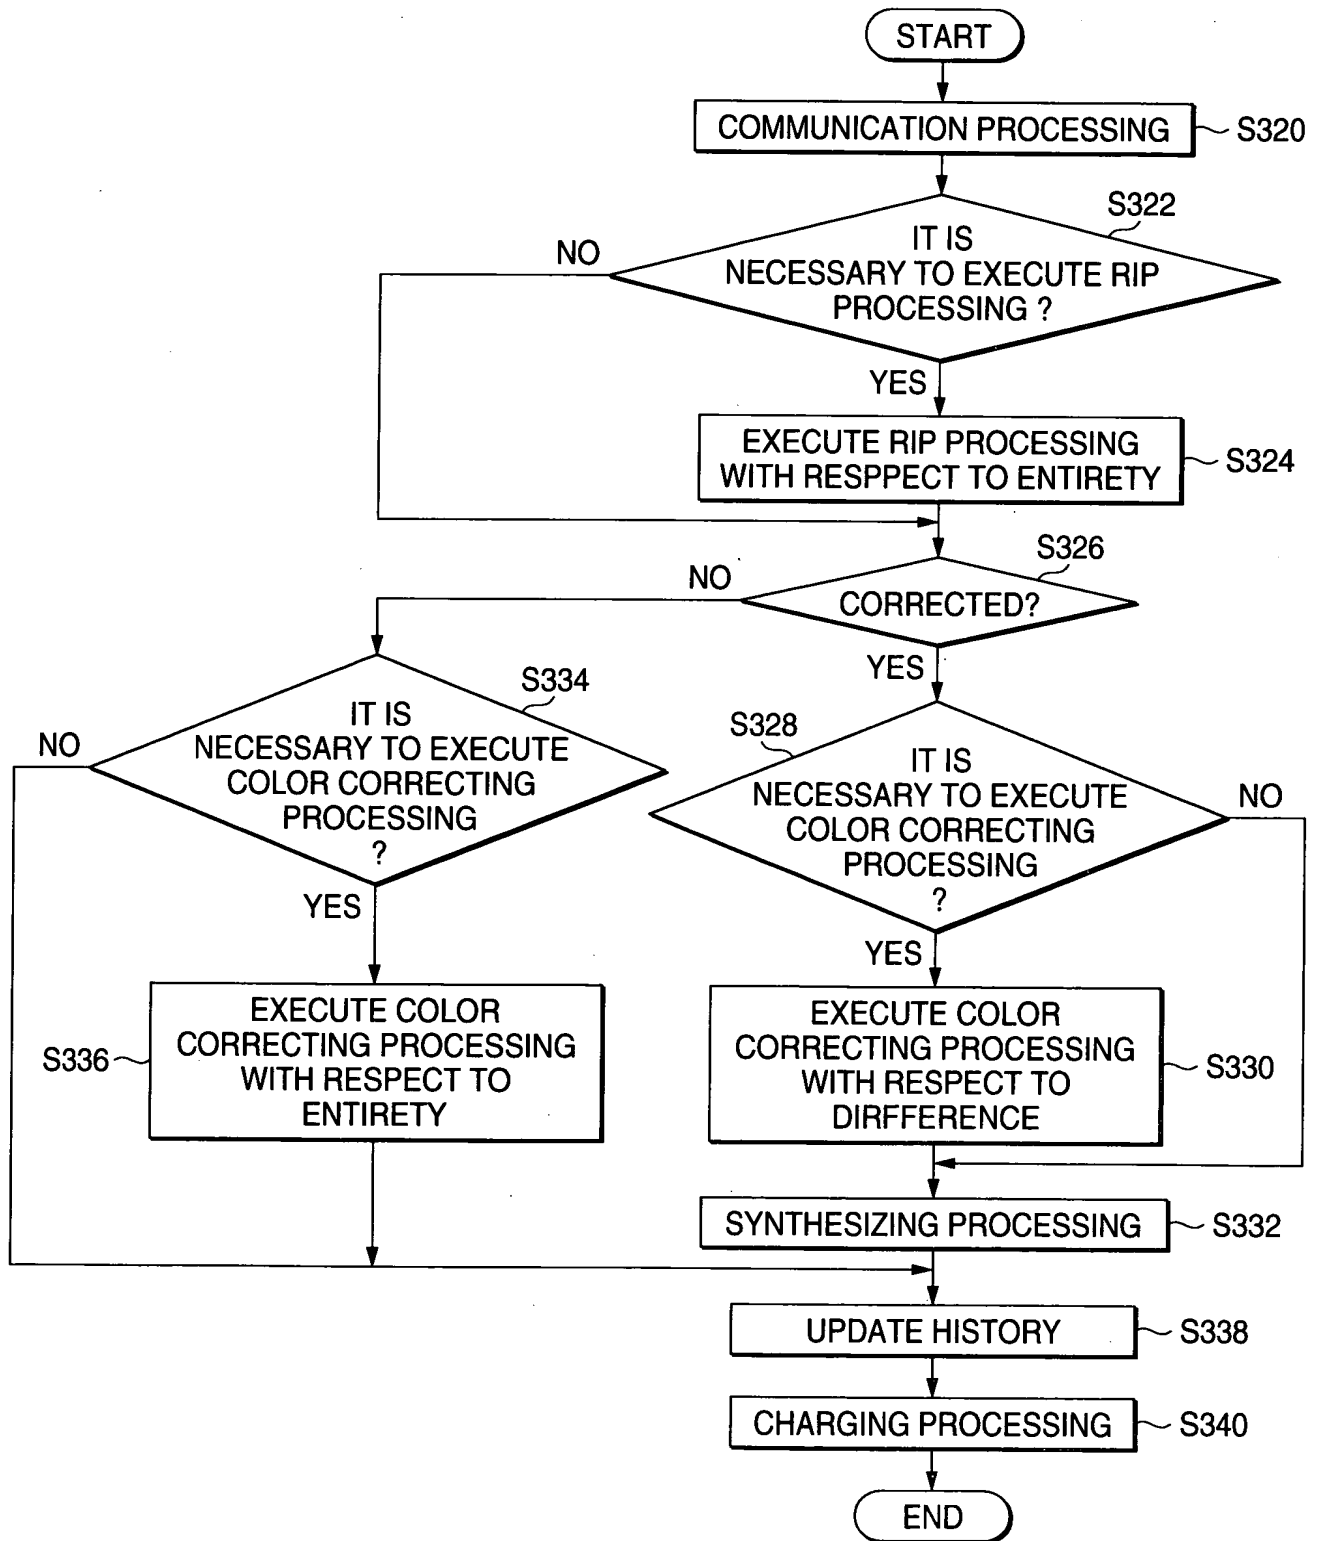 START
COMMUNICATION PROCESSING
S320
S322
IT IS
NECESSARY TO EXECUTE RIP
PROCESSING ?
NO
YES
EXECUTE RIP PROCESSING
WITH RESPPECT TO ENTIRETY
S324
S326
CORRECTED?
NO
YES
S334
IT IS
NECESSARY TO EXECUTE
COLOR CORRECTING
PROCESSING
?
NO
YES
S328
IT IS
NECESSARY TO EXECUTE
COLOR CORRECTING
PROCESSING
?
NO
YES
S336
EXECUTE COLOR
CORRECTING PROCESSING
WITH RESPECT TO
ENTIRETY
EXECUTE COLOR
CORRECTING PROCESSING
WITH RESPECT TO
DIRFFERENCE
S330
SYNTHESIZING PROCESSING
S332
UPDATE HISTORY
S338
CHARGING PROCESSING
S340
END